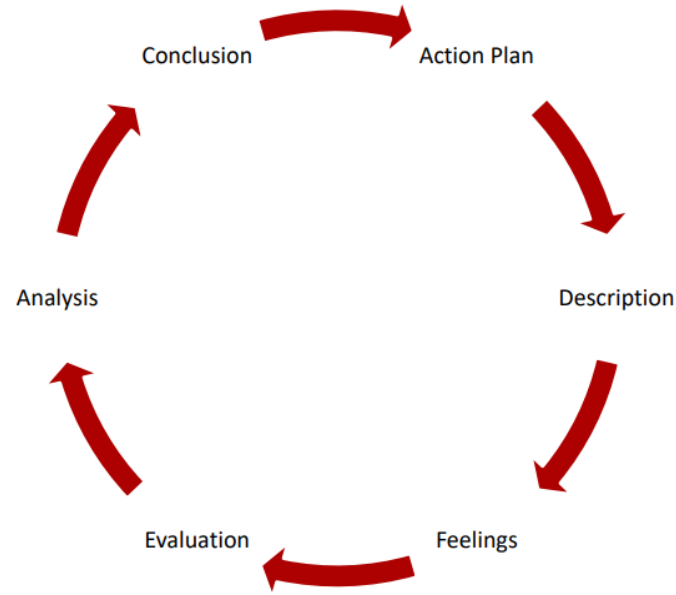 Conclusion
Action Plan
Analysis
Description
Evaluation
Feelings